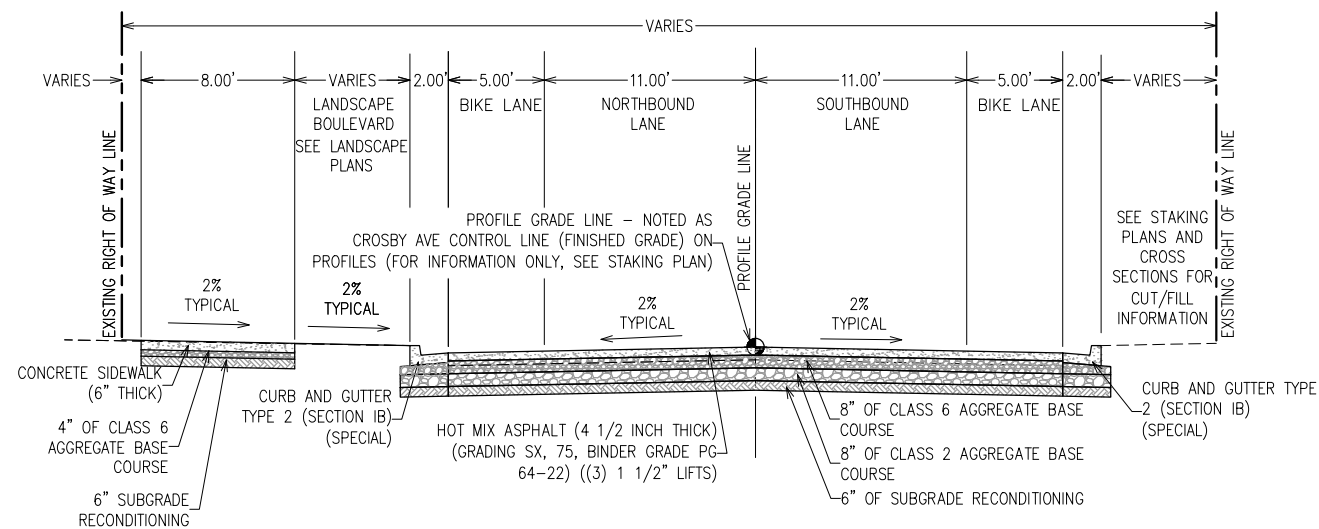 VARIES
VARIES
8.00'
VARIES
2.00'
5.00'
11.00'
11.00'
5.00'
2.00'
VARIES
LANDSCAPE
BOULEVARD
SEE LANDSCAPE
PLANS
BIKE LANE
NORTHBOUND
LANE
SOUTHBOUND
LANE
BIKE LANE
EXISTING RIGHT OF WAY LINE
PROFILE GRADE LINE – NOTED AS
CROSBY AVE CONTROL LINE (FINISHED GRADE) ON
PROFILES (FOR INFORMATION ONLY, SEE STAKING PLAN)
PROFILE GRADE LINE
SEE STAKING
PLANS AND
CROSS
SECTIONS FOR
CUT/FILL
INFORMATION
EXISTING RIGHT OF WAY LINE
2%
TYPICAL
2%
TYPICAL
2%
TYPICAL
2%
TYPICAL
CONCRETE SIDEWALK
(6" THICK)
4" OF CLASS 6
AGGREGATE BASE
COURSE
6" SUBGRADE
RECONDITIONING
CURB AND GUTTER
TYPE 2 (SECTION IB)
(SPECIAL)
HOT MIX ASPHALT (4 1/2 INCH THICK)
(GRADING SX, 75, BINDER GRADE PG
64–22) ((3) 1 1/2" LIFTS)
8" OF CLASS 6 AGGREGATE BASE
COURSE
8" OF CLASS 2 AGGREGATE BASE
COURSE
6" OF SUBGRADE RECONDITIONING
CURB AND GUTTER TYPE
2 (SECTION IB)
(SPECIAL)